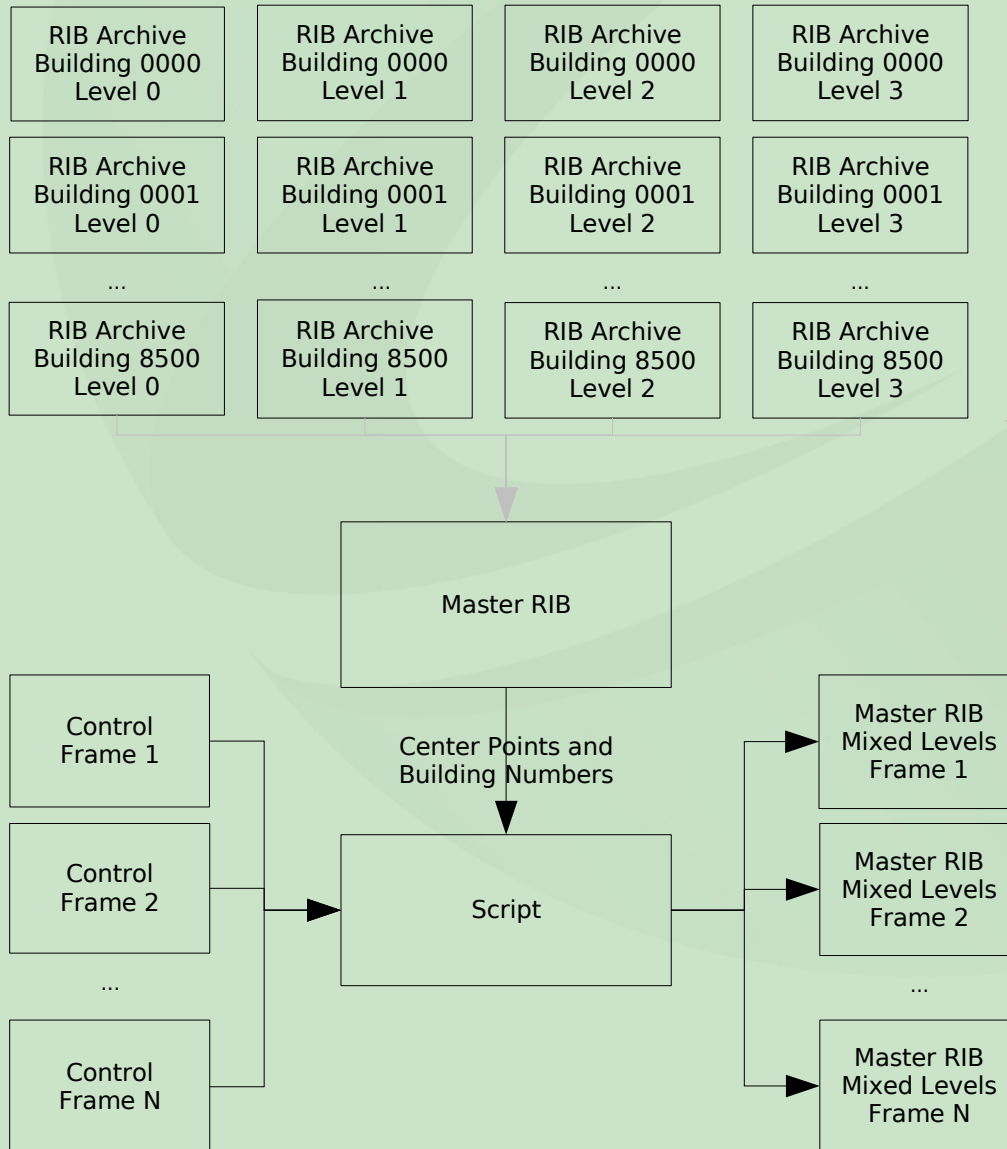 RIB Archive
Building 0000
Level 0
RIB Archive
Building 0000
Level 1
RIB Archive
Building 0000
Level 2
RIB Archive
Building 0000
Level 3
RIB Archive
Building 0001
Level 0
RIB Archive
Building 0001
Level 1
RIB Archive
Building 0001
Level 2
RIB Archive
Building 0001
Level 3
...
...
...
...
RIB Archive
Building 8500
Level 0
RIB Archive
Building 8500
Level 1
RIB Archive
Building 8500
Level 2
RIB Archive
Building 8500
Level 3
Master RIB
Center Points and
Building Numbers
Control
Frame 1
Control
Frame 2
...
Control
Frame N
Script
Master RIB
Mixed Levels
Frame 1
Master RIB
Mixed Levels
Frame 2
...
Master RIB
Mixed Levels
Frame N